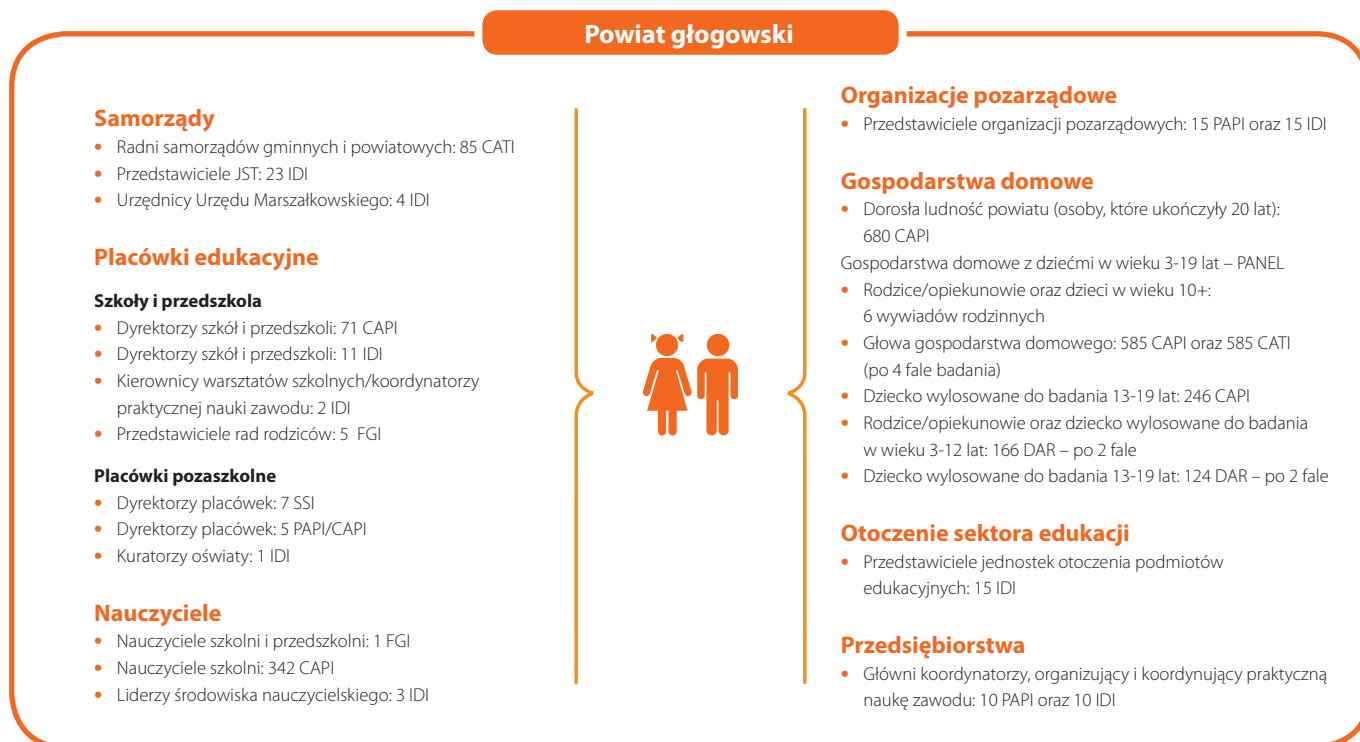 Powiat głogowski
Samorządy
• Radni samorządów gminnych i powiatowych: 85 CATI
• Przedstawiciele JST: 23 IDI
• Urzędnicy Urzędu Marszałkowskiego: 4 IDI
Placówki edukacyjne
Szkoły i przedszkola
• Dyrektorzy szkół i przedszkoli: 71 CAPI
• Dyrektorzy szkół i przedszkoli: 11 IDI
• Kierownicy warsztatów szkolnych/koordynatorzy
praktycznej nauki zawodu: 2 IDI
• Przedstawiciele rad rodziców: 5 FGI
Placówki pozaszkolne
• Dyrektorzy placówek: 7 SSI
• Dyrektorzy placówek: 5 PAPI/CAPI
• Kuratorzy oświaty: 1 IDI
Nauczyciele
• Nauczyciele szkolni i przedszkolni: 1 FGI
• Nauczyciele szkolni: 342 CAPI
• Liderzy środowiska nauczycielskiego: 3 IDI
Organizacje pozarządowe
• Przedstawiciele organizacji pozarządowych: 15 PAPI oraz 15 IDI
Gospodarstwa domowe
• Dorosła ludność powiatu (osoby, które ukończyły 20 lat):
680 CAPI
Gospodarstwa domowe z dziećmi w wieku 3-19 lat – PANEL
• Rodzice/opiekunowie oraz dzieci w wieku 10+:
6 wywiadów rodzinnych
• Głowa gospodarstwa domowego: 585 CAPI oraz 585 CATI
(po 4 fale badania)
• Dziecko wylosowane do badania 13-19 lat: 246 CAPI
• Rodzice/opiekunowie oraz dziecko wylosowane do badania
w wieku 3-12 lat: 166 DAR – po 2 fale
• Dziecko wylosowane do badania 13-19 lat: 124 DAR – po 2 fale
Otoczenie sektora edukacji
• Przedstawiciele jednostek otoczenia podmiotów
edukacyjnych: 15 IDI
Przedsiębiorstwa
• Główni koordynatorzy, organizujący i koordynujący praktyczną
naukę zawodu: 10 PAPI oraz 10 IDI